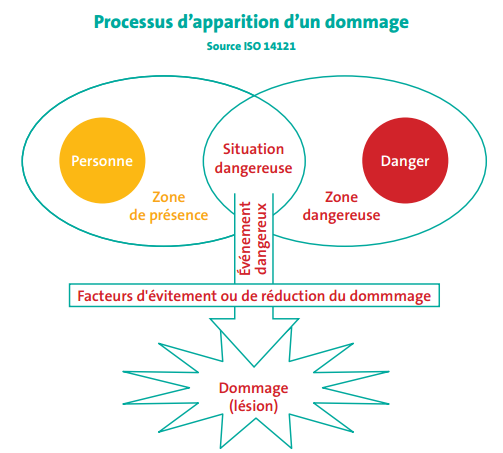 Processus d’apparition d’un dommage
Source ISO 14121
Personne
Situation
dangereuse
Danger
Zone
de présence
Zone
dangereuse
Événement
dangereux
Facteurs d'évitement ou de réduction du dommmage
Dommage
(lésion)